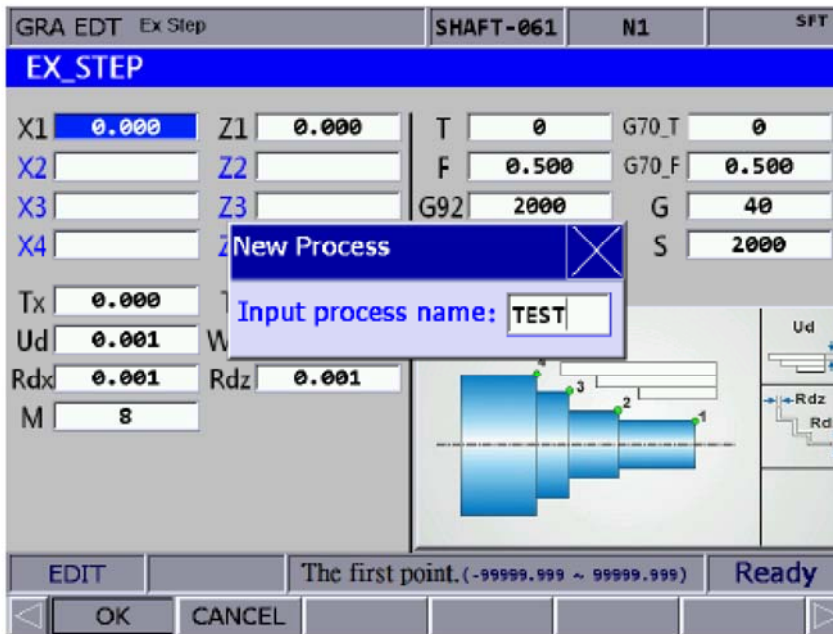 GRA EDT Ex Step SHAFT-061 N1 SFT
EX_STEP
X1 0.000 Z1 0.000 T 0 G70_T 0
X2 Z2 F 0.500 G70_F 0.500
X3 Z3 G92 2000 G 40
X4 S 2000
New Process
Input process name: TEST
Tx 0.000
Ud 0.001 W
Rdx 0.001 Rdz 0.001
M 8
4
3
2
1
Ud
Rdz
Rd
EDIT The first point.(-99999.999 ~ 99999.999) Ready
OK CANCEL